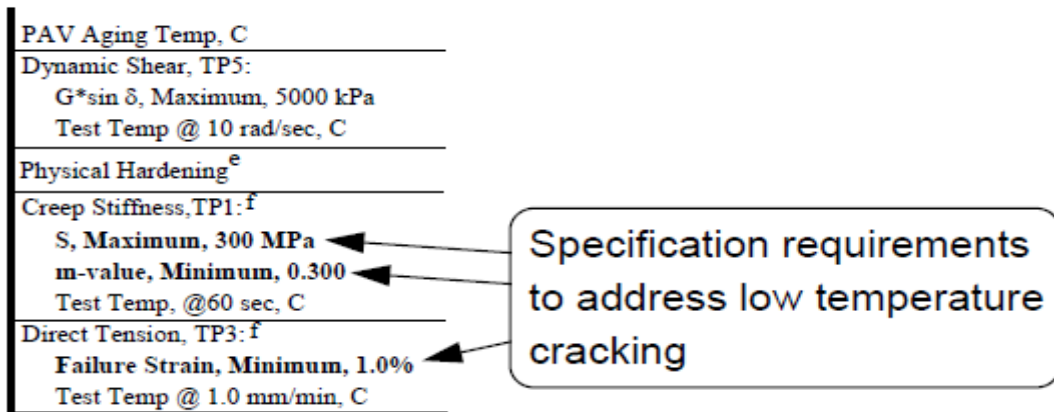 PAV Aging Temp, C
Dynamic Shear, TP5:
G*sin δ, Maximum, 5000 kPa
Test Temp @ 10 rad/sec, C
Physical Hardeningᵉ
Creep Stiffness,TP1: ᶠ
S, Maximum, 300 MPa
m-value, Minimum, 0.300
Test Temp, @60 sec, C
Direct Tension, TP3: ᶠ
Failure Strain, Minimum, 1.0%
Test Temp @ 1.0 mm/min, C
Specification requirements
to address low temperature
cracking